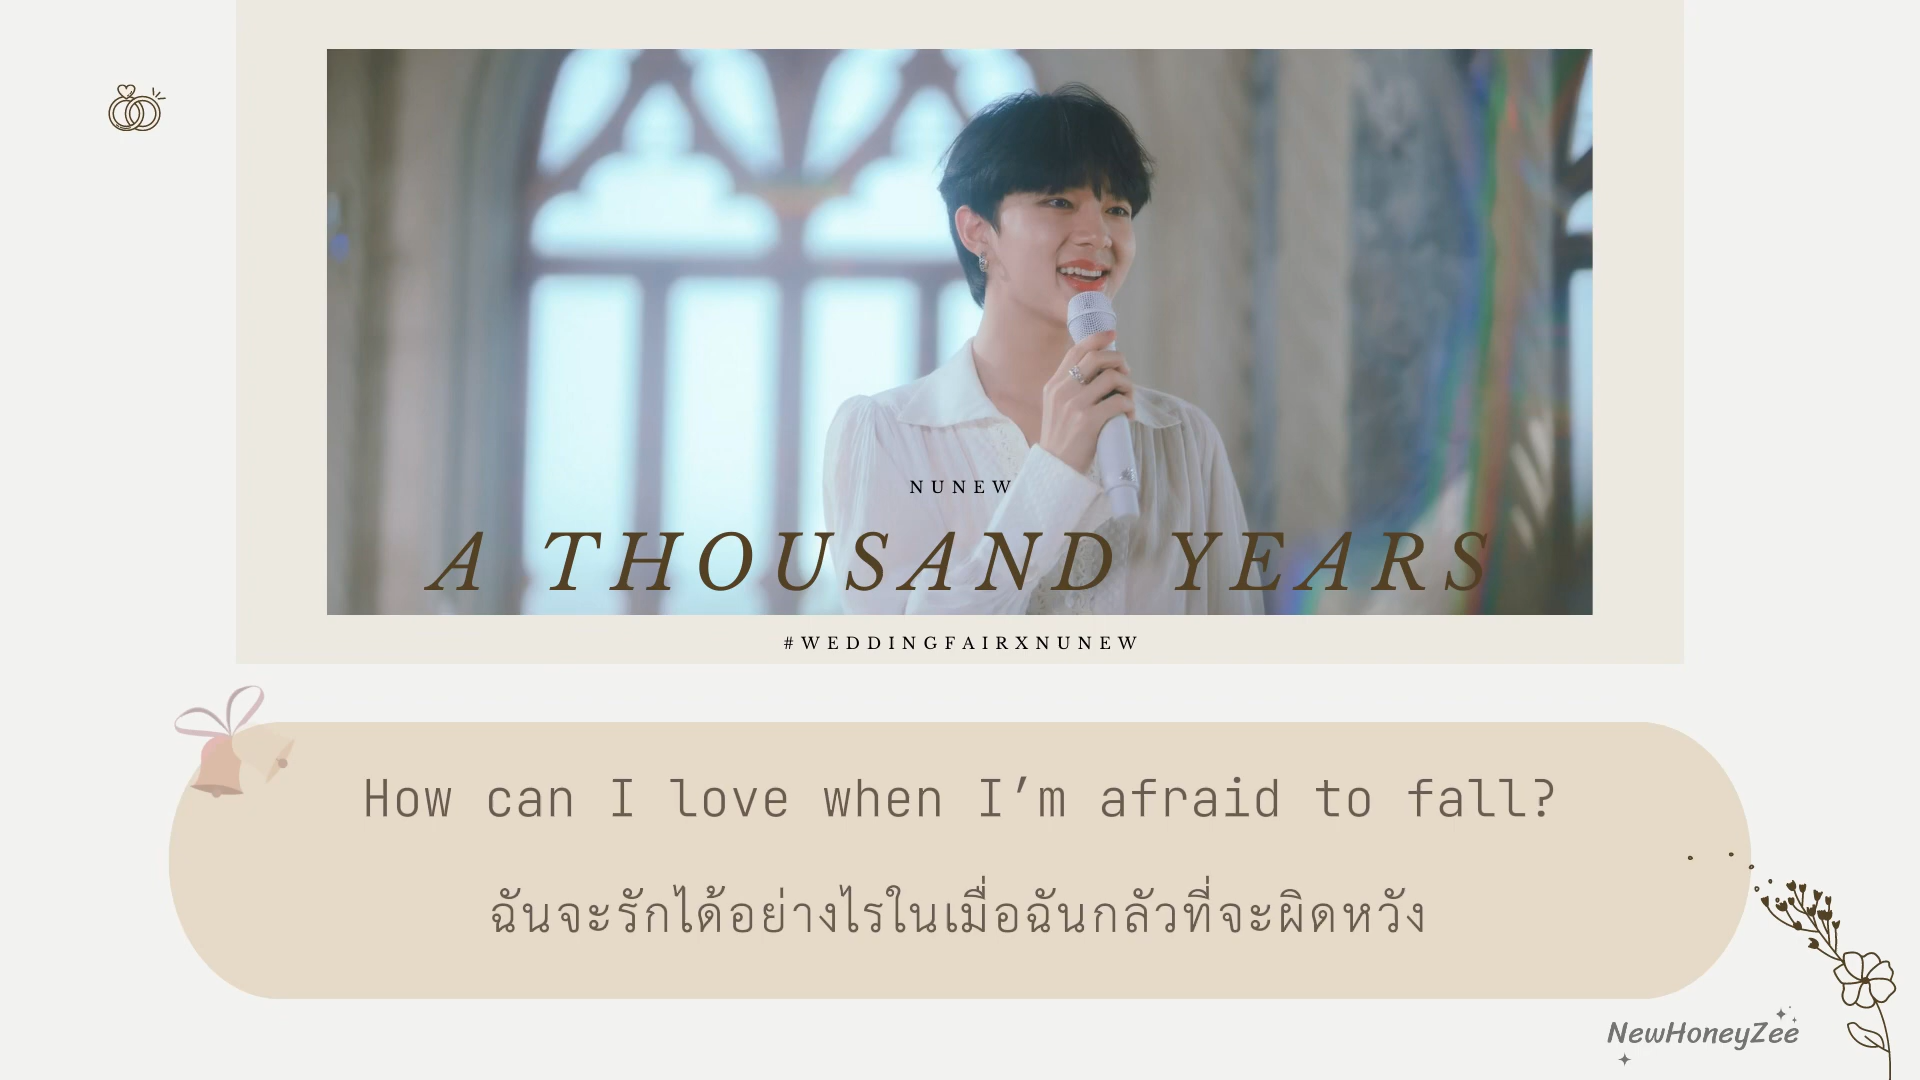 NUNEW
A THOUSAND YEARS
#WEDDINGFAIRXNUNEW
How can I love when I’m afraid to fall?
ฉันจะรักได้อย่างไรในเมื่อฉันกลัวที่จะผิดหวัง
NewHoneyZee